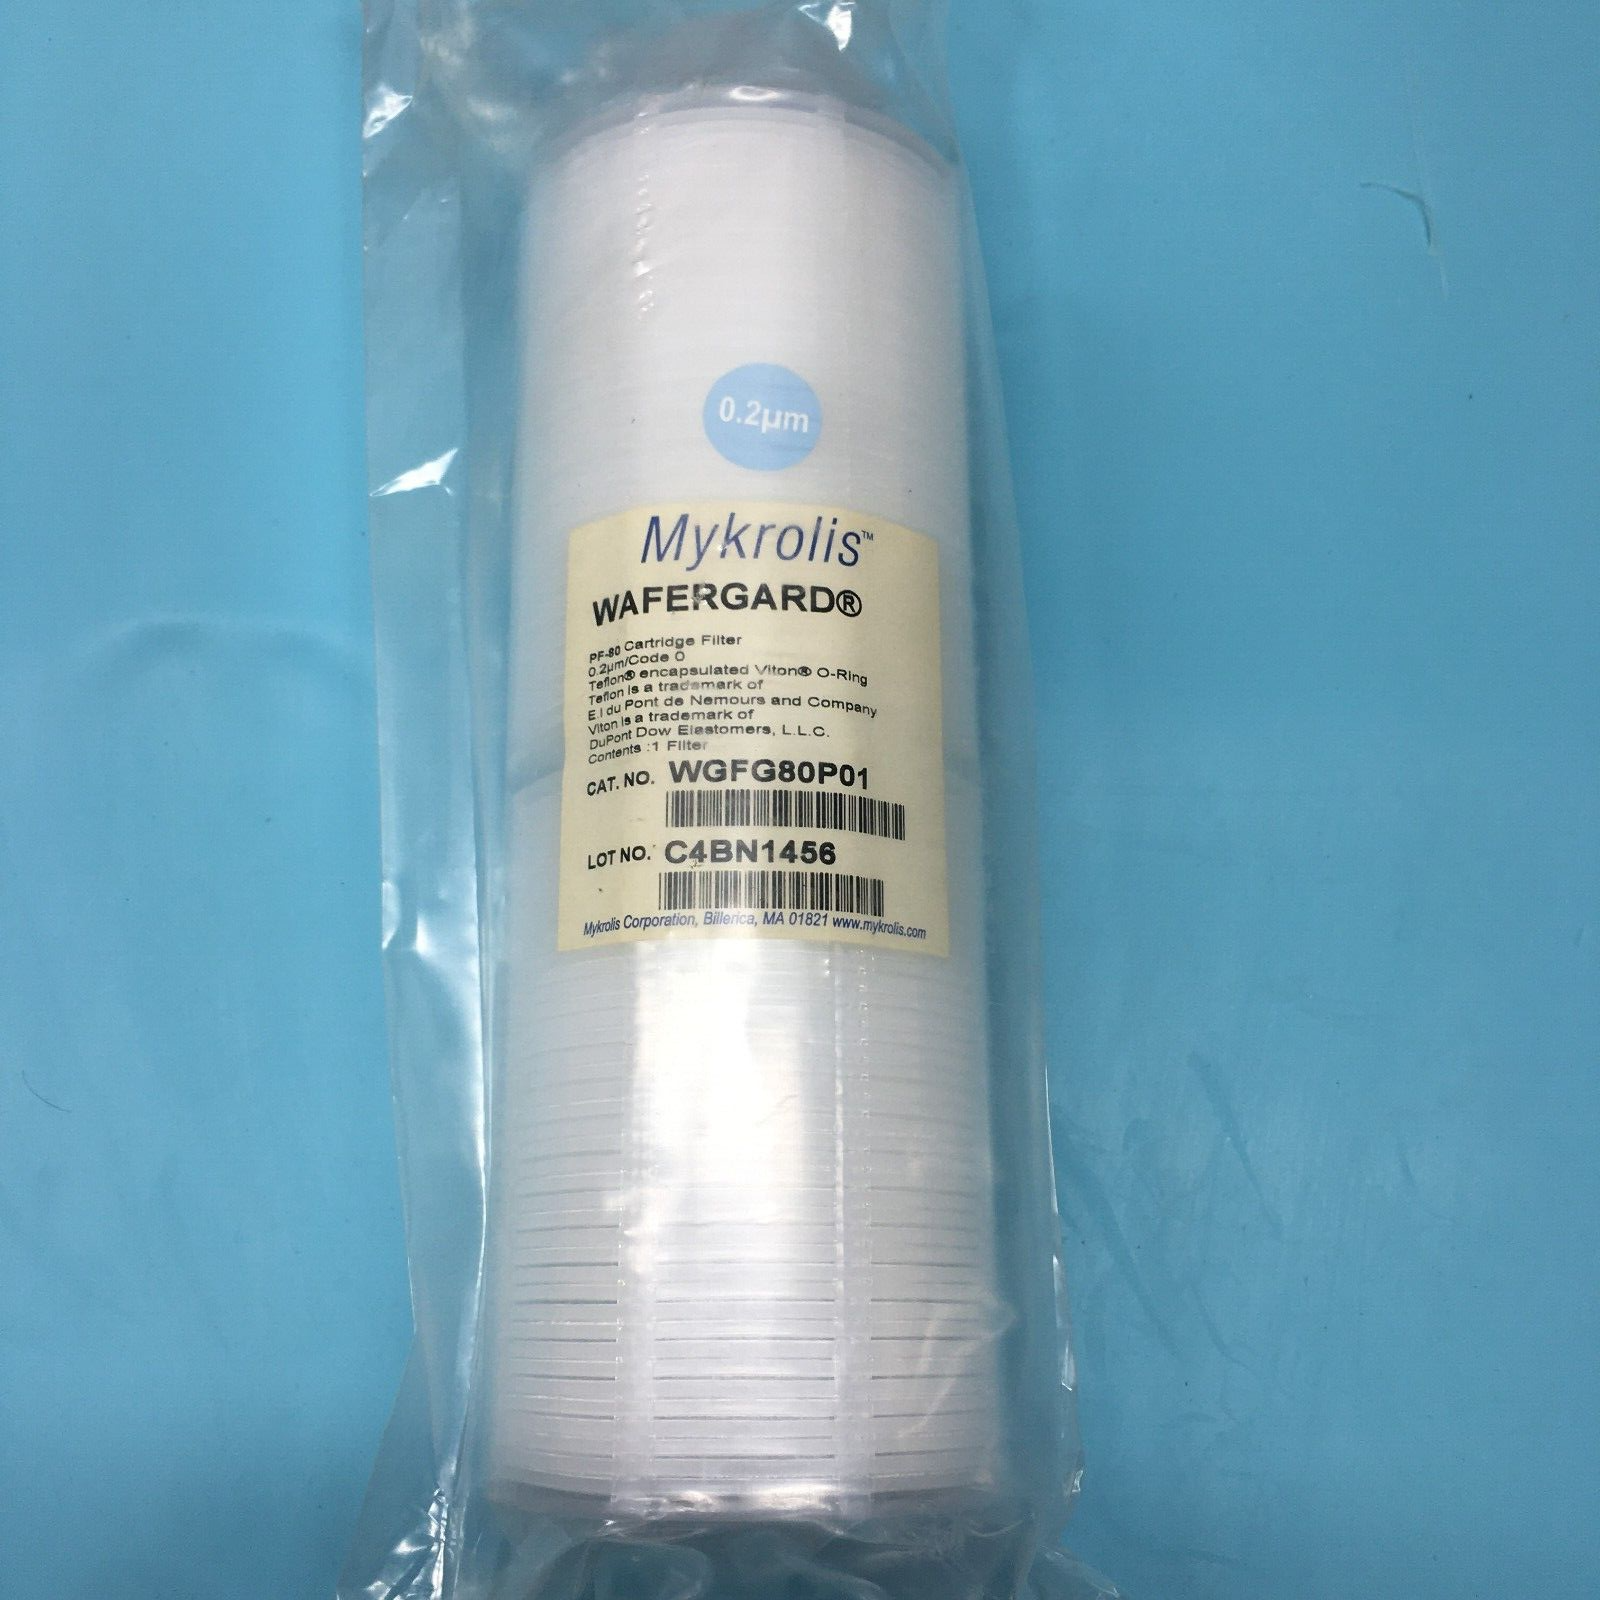 0.2µm
Mykrolis™
WAFERGARD®
PF-80 Cartridge Filter
0.2µm/Code 0
Teflon® encapsulated Viton® O-Ring
Teflon is a trademark of
E.I du Pont de Nemours and Company
Viton is a trademark of
DuPont Dow Elastomers, L.L.C.
Contents :1 Filter
CAT. NO. WGFG80P01
LOT NO. C4BN1456
Mykrolis Corporation, Billerica, MA 01821 www.mykrolis.com